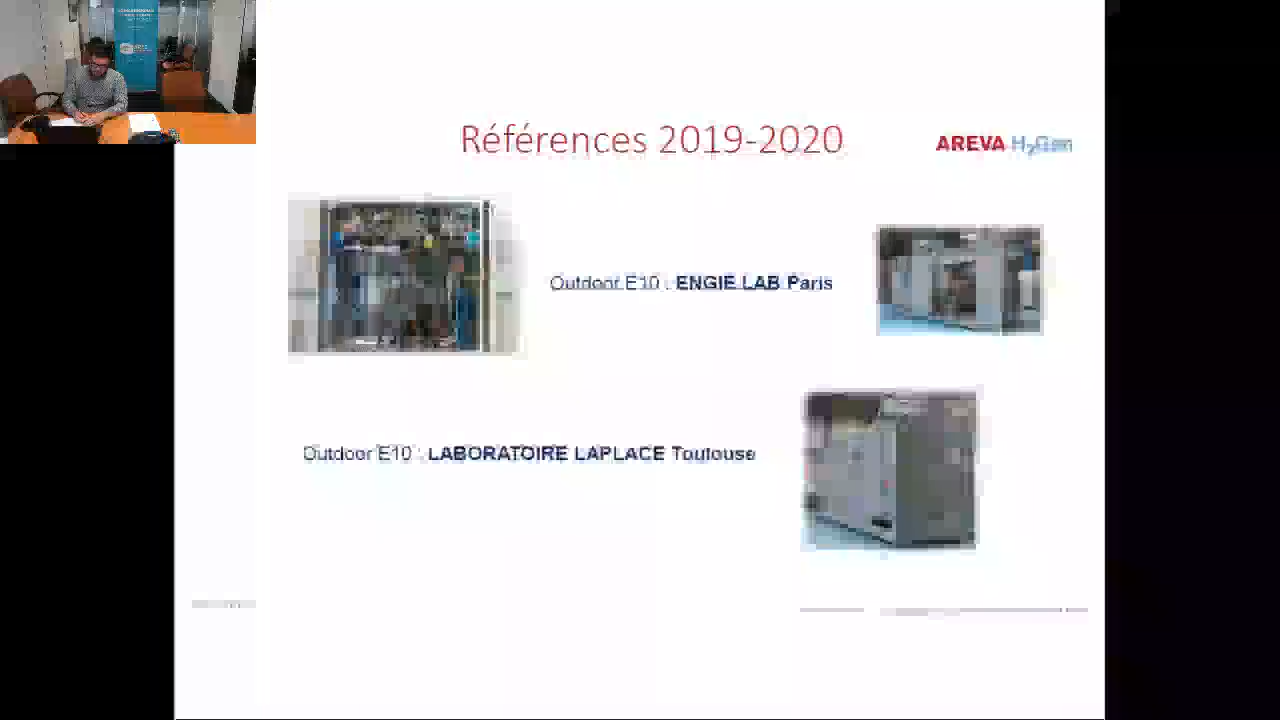 Références 2019-2020
AREVA H2Gen
Outdoor E10 : ENGIE LAB Paris
Outdoor E10 : LABORATOIRE LAPLACE Toulouse